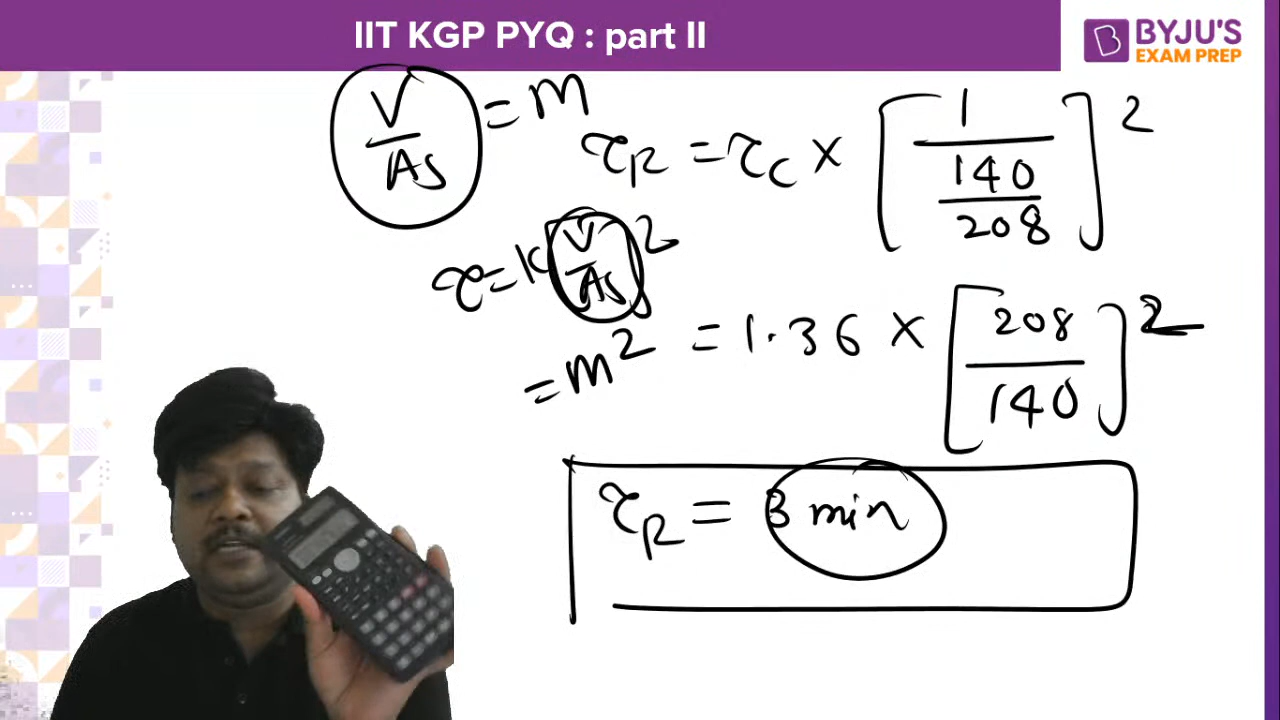 IIT KGP PYQ : part II
BYJU'S
EXAM PREP
V/As = m
τR = τc × [1/(140/208)]²
τ = K(V/As)²
= m²
= 1.36 × [208/140]²
τR = 3 min